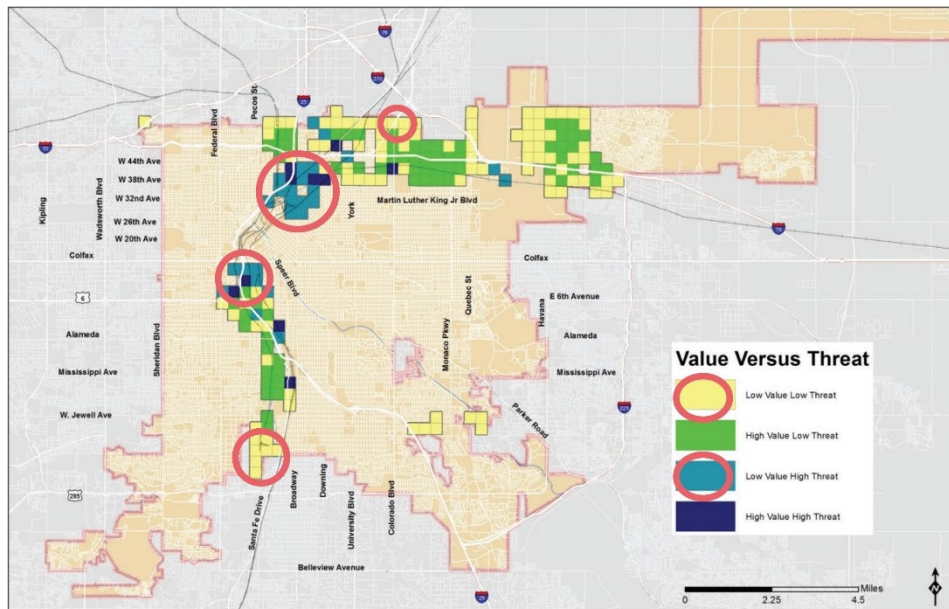 76
270
25
Pecos St.
Federal Blvd
70
W 44th Ave
W 38th Ave
W 32nd Ave
W 26th Ave
W 20th Ave
Kipling
Wadsworth Blvd
York
Martin Luther King Jr Blvd
70
Colfax
Colfax
Speer Blvd
Quebec St
6
E 6th Avenue
Havana
Alameda
Alameda
Sheridan Blvd
Monaco Pkwy
Mississippi Ave
Mississippi Ave
W. Jewell Ave
Parker Road
225
285
Santa Fe Drive
Broadway
Downing
University Blvd
Colorado Blvd
Belleview Avenue
25
Value Versus Threat
Low Value Low Threat
High Value Low Threat
Low Value High Threat
High Value High Threat
Miles
0 2.25 4.5
N